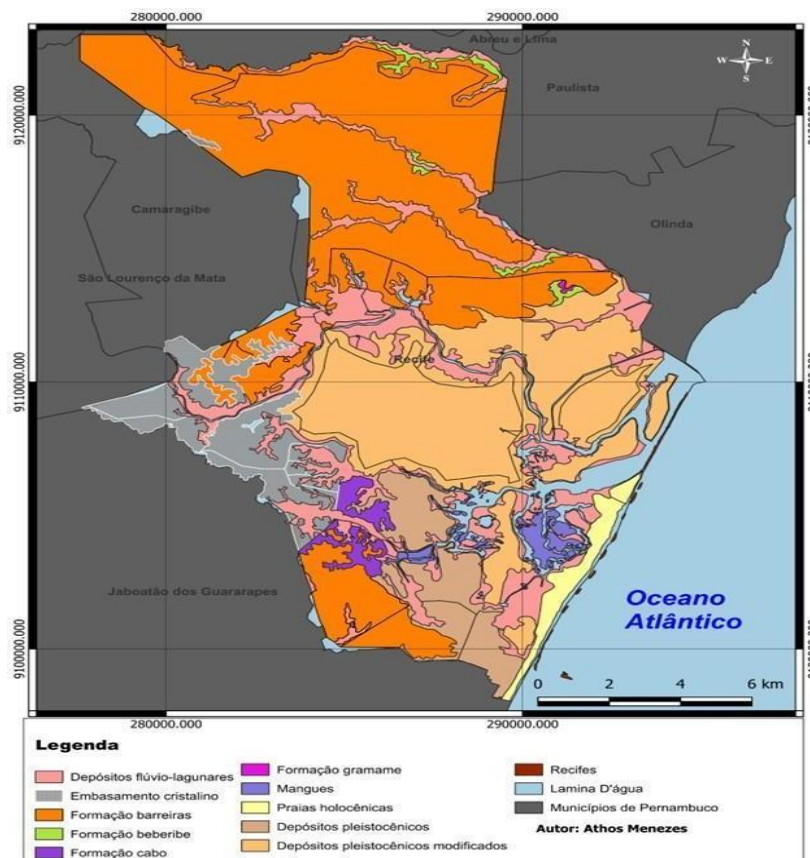 280000.000
290000.000
Abreu e Lima
N
W E
S
Paulista
9120000.000
Camaragibe
Olinda
São Lourenço da Mata
Recife
9110000.000
Jaboatão dos Guararapes
Oceano
Atlântico
9100000.000
0 2 4 6 km
280000.000
290000.000
Legenda
Depósitos flúvio-lagunares
Embasamento cristalino
Formação barreiras
Formação beberibe
Formação cabo
Formação gramame
Mangues
Praias holocênicas
Depósitos pleistocênicos
Depósitos pleistocênicos modificados
Recifes
Lamina D'água
Municípios de Pernambuco
Autor: Athos Menezes